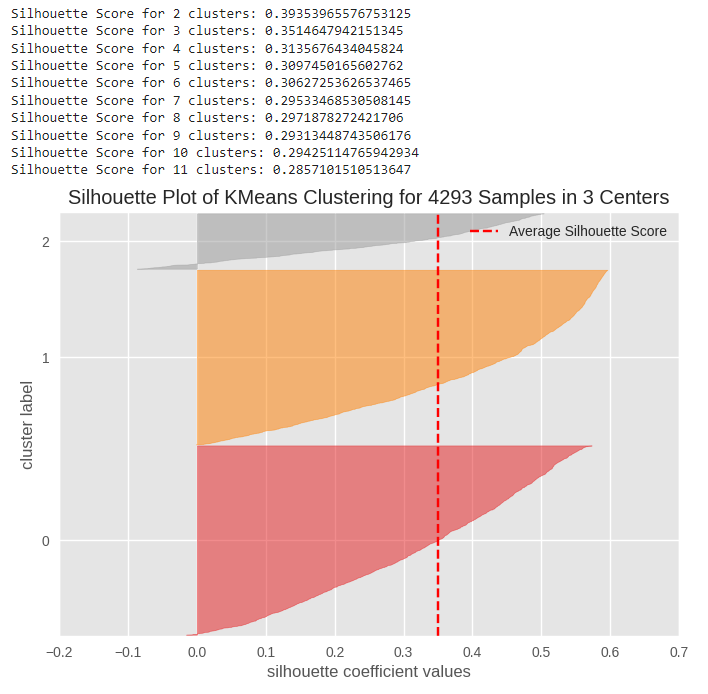 Silhouette Score for 2 clusters: 0.39353965576753125
Silhouette Score for 3 clusters: 0.3514647942151345
Silhouette Score for 4 clusters: 0.3135676434045824
Silhouette Score for 5 clusters: 0.3097450165602762
Silhouette Score for 6 clusters: 0.30627253626537465
Silhouette Score for 7 clusters: 0.29533468530508145
Silhouette Score for 8 clusters: 0.2971878272421706
Silhouette Score for 9 clusters: 0.29313448743506176
Silhouette Score for 10 clusters: 0.29425114765942934
Silhouette Score for 11 clusters: 0.2857101510513647
Silhouette Plot of KMeans Clustering for 4293 Samples in 3 Centers
Average Silhouette Score
2
1
0
cluster label
−0.2 −0.1 0.0 0.1 0.2 0.3 0.4 0.5 0.6 0.7
silhouette coefficient values